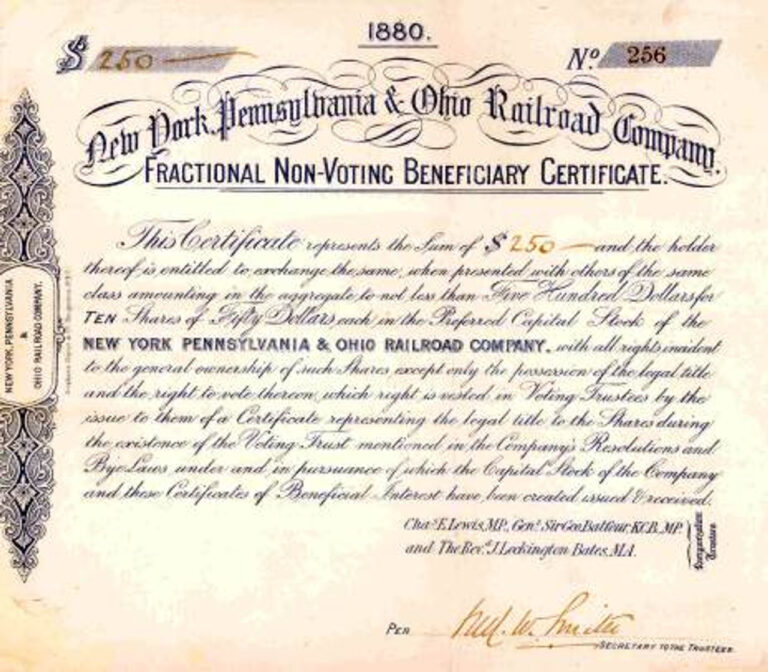 1880.
$ 250
No. 256
New York, Pennsylvania & Ohio Railroad Company.
FRACTIONAL NON-VOTING BENEFICIARY CERTIFICATE.
This Certificate represents the Sum of $250 — and the holder
thereof is entitled to exchange the same, when presented with others of the same
class amounting in the aggregate to not less than Five Hundred Dollars for
TEN Shares of Fifty Dollars each in the Preferred Capital Stock of the
NEW YORK PENNSYLVANIA & OHIO RAILROAD COMPANY, with all rights incident
to the general ownership of such Shares except only the possession of the legal title
and the right to vote thereon, which right is vested in Voting Trustees by the
issue to them of a Certificate representing the legal title to the Shares during
the existence of the Voting Trust mentioned in the Company's Resolutions and
Bye Laws under and in pursuance of which the Capital Stock of the Company
and these Certificates of Beneficial Interest have been created issued & received.
Chas. E. Lewis, M.P., Genl. Sir Geo. Balfour, K.C.B., M.P.
and The Revd. J. Leckington Bates, M.A.
Reorganization
Trustees
PER
W. Smith
SECRETARY TO THE TRUSTEES
NEW YORK, PENNSYLVANIA
&
OHIO RAILROAD COMPANY.